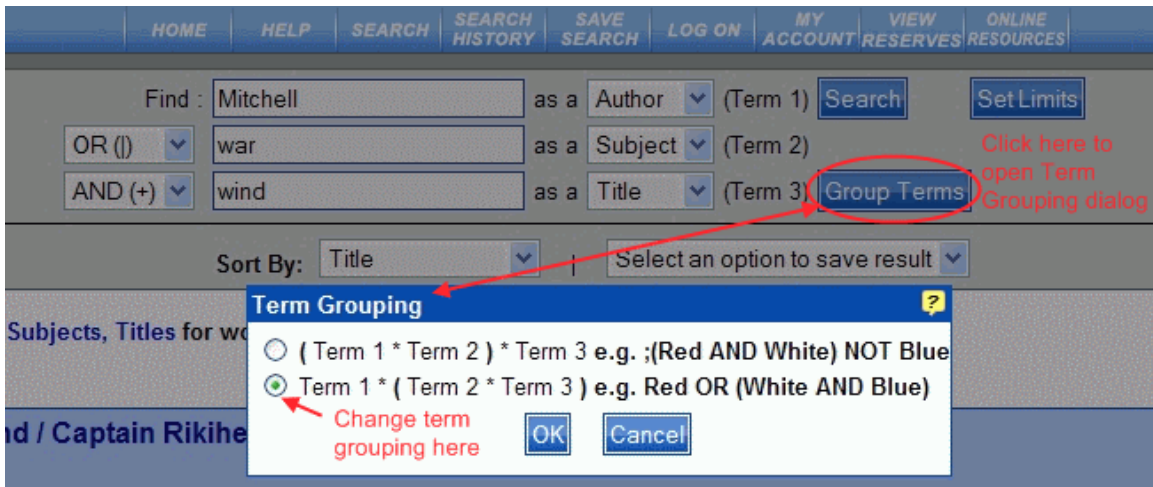 HOME HELP SEARCH SEARCH HISTORY SAVE SEARCH LOG ON MY ACCOUNT VIEW RESERVES ONLINE RESOURCES
Find : Mitchell as a Author (Term 1) Search Set Limits
OR (|) war as a Subject (Term 2)
AND (+) wind as a Title (Term 3) Group Terms
Click here to
open Term
Grouping dialog
Sort By: Title | Select an option to save result
Term Grouping ?
Subjects, Titles for
( Term 1 * Term 2 ) * Term 3 e.g. ;(Red AND White) NOT Blue
Term 1 * ( Term 2 * Term 3 ) e.g. Red OR (White AND Blue)
Change term
grouping here
OK Cancel
nd / Captain Rikihe